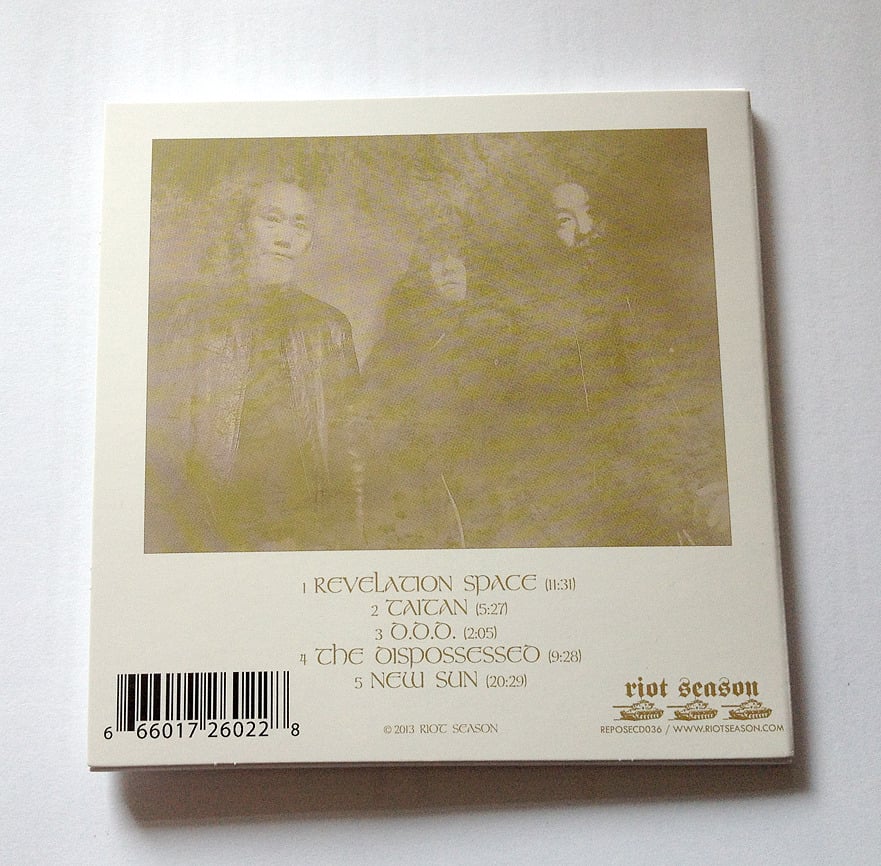 1 REVELATION SPACE (11:31)
2 TAITAN (5:27)
3 D.D.D. (2:05)
4 THE DISPOSSESSED (9:28)
5 NEW SUN (20:29)
6 66017 26022 8
© 2013 RIOT SEASON
riot season
REPOSECD036 / WWW.RIOTSEASON.COM